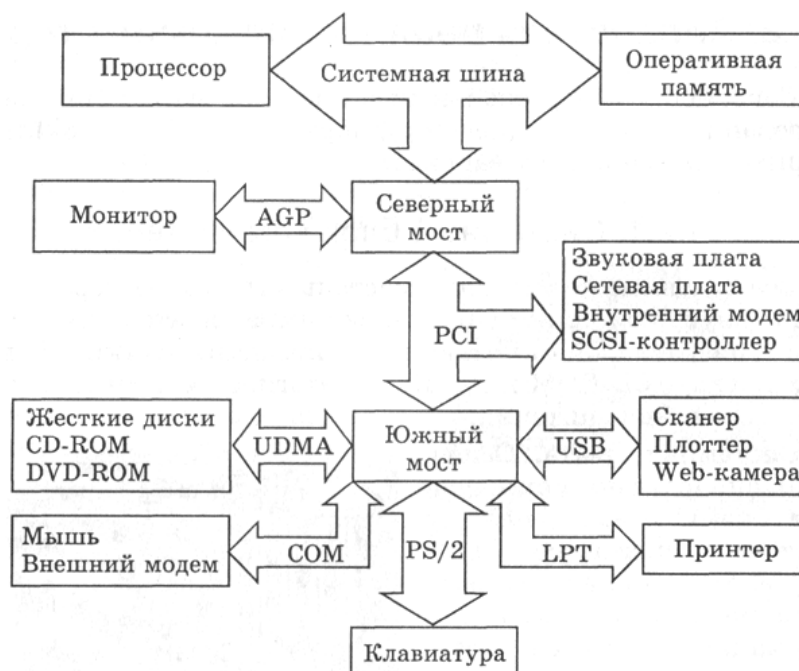 Процессор
Системная шина
Оперативная
память
Монитор
AGP
Северный
мост
Звуковая плата
Сетевая плата
Внутренний модем
SCSI-контроллер
PCI
Жесткие диски
CD-ROM
DVD-ROM
UDMA
Южный
мост
USB
Сканер
Плоттер
Web-камера
Мышь
Внешний модем
COM
PS/2
LPT
Принтер
Клавиатура